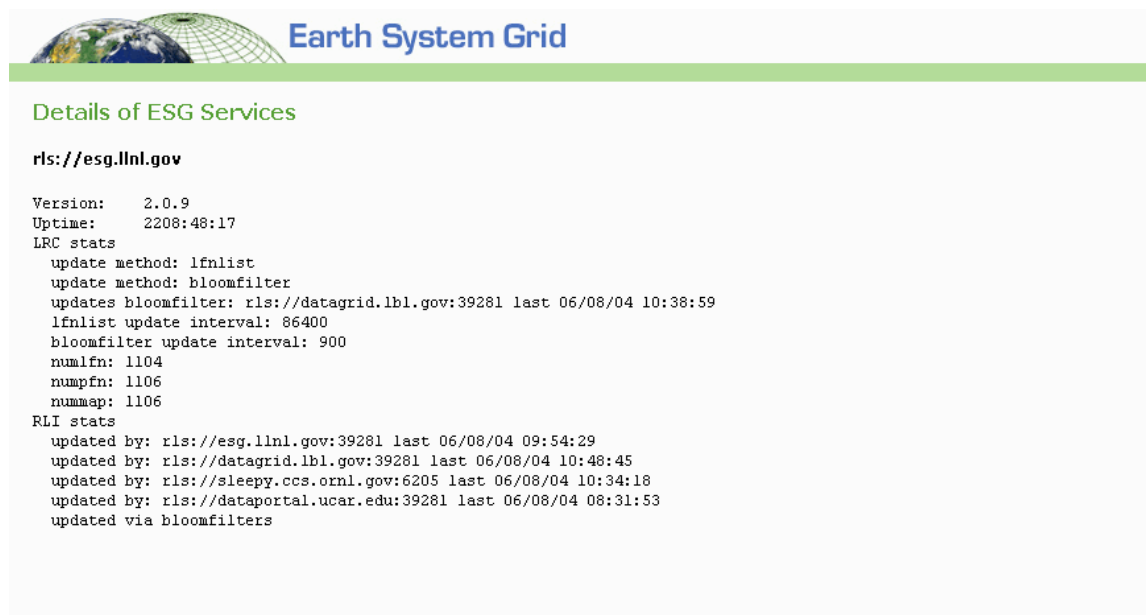 Earth System Grid
Details of ESG Services
rls://esg.llnl.gov
Version: 2.0.9
Uptime: 2208:48:17
LRC stats
update method: lfnlist
update method: bloomfilter
updates bloomfilter: rls://datagrid.lbl.gov:39281 last 06/08/04 10:38:59
lfnlist update interval: 86400
bloomfilter update interval: 900
numlfn: 1104
numpfn: 1106
nummap: 1106
RLI stats
updated by: rls://esg.llnl.gov:39281 last 06/08/04 09:54:29
updated by: rls://datagrid.lbl.gov:39281 last 06/08/04 10:48:45
updated by: rls://sleepy.ccs.ornl.gov:6205 last 06/08/04 10:34:18
updated by: rls://dataportal.ucar.edu:39281 last 06/08/04 08:31:53
updated via bloomfilters